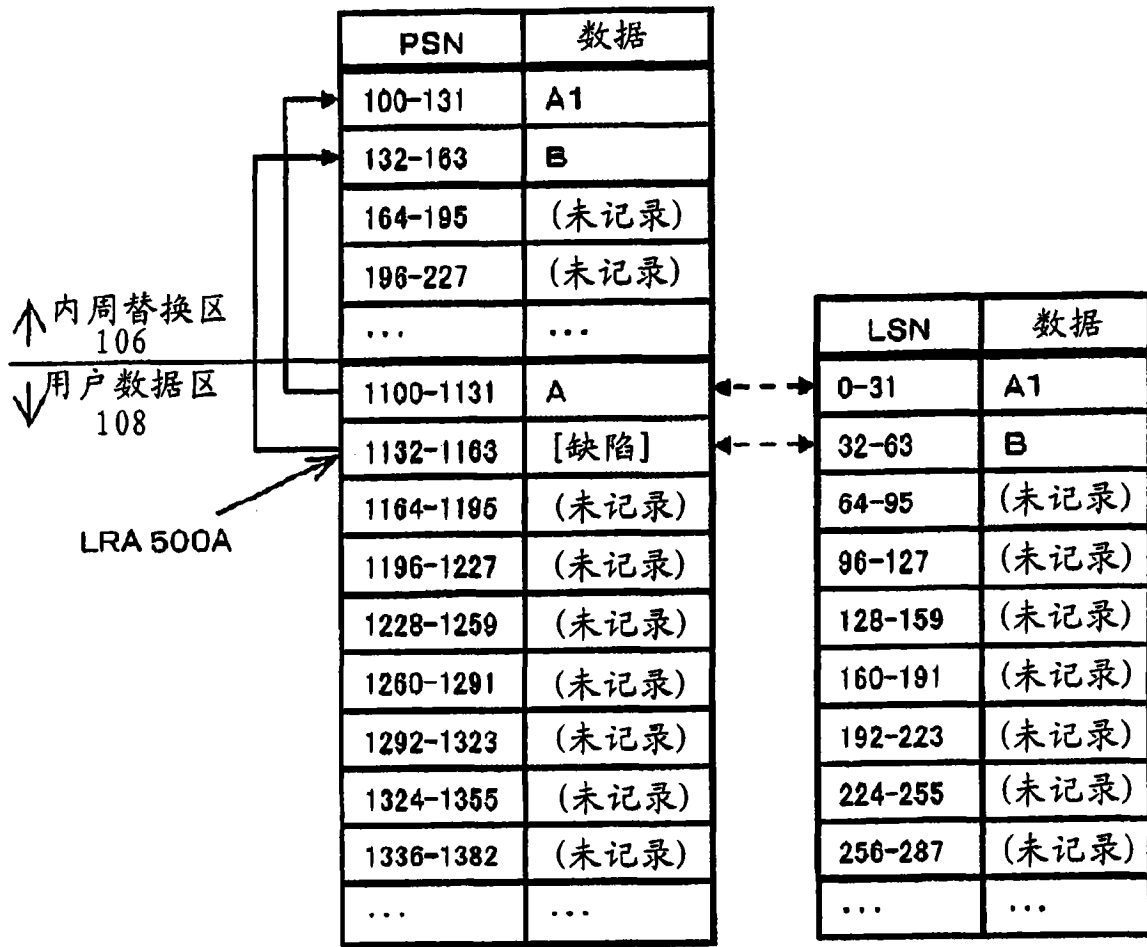 PSN 数据
100-131 A1
132-163 B
164-195 (未记录)
196-227 (未记录)
... ...
1100-1131 A
1132-1163 [缺陷]
1164-1195 (未记录)
1196-1227 (未记录)
1228-1259 (未记录)
1260-1291 (未记录)
1292-1323 (未记录)
1324-1355 (未记录)
1336-1382 (未记录)
... ...
内周替换区
106
用户数据区
108
LRA 500A
LSN 数据
0-31 A1
32-63 B
64-95 (未记录)
96-127 (未记录)
128-159 (未记录)
160-191 (未记录)
192-223 (未记录)
224-255 (未记录)
256-287 (未记录)
... ...